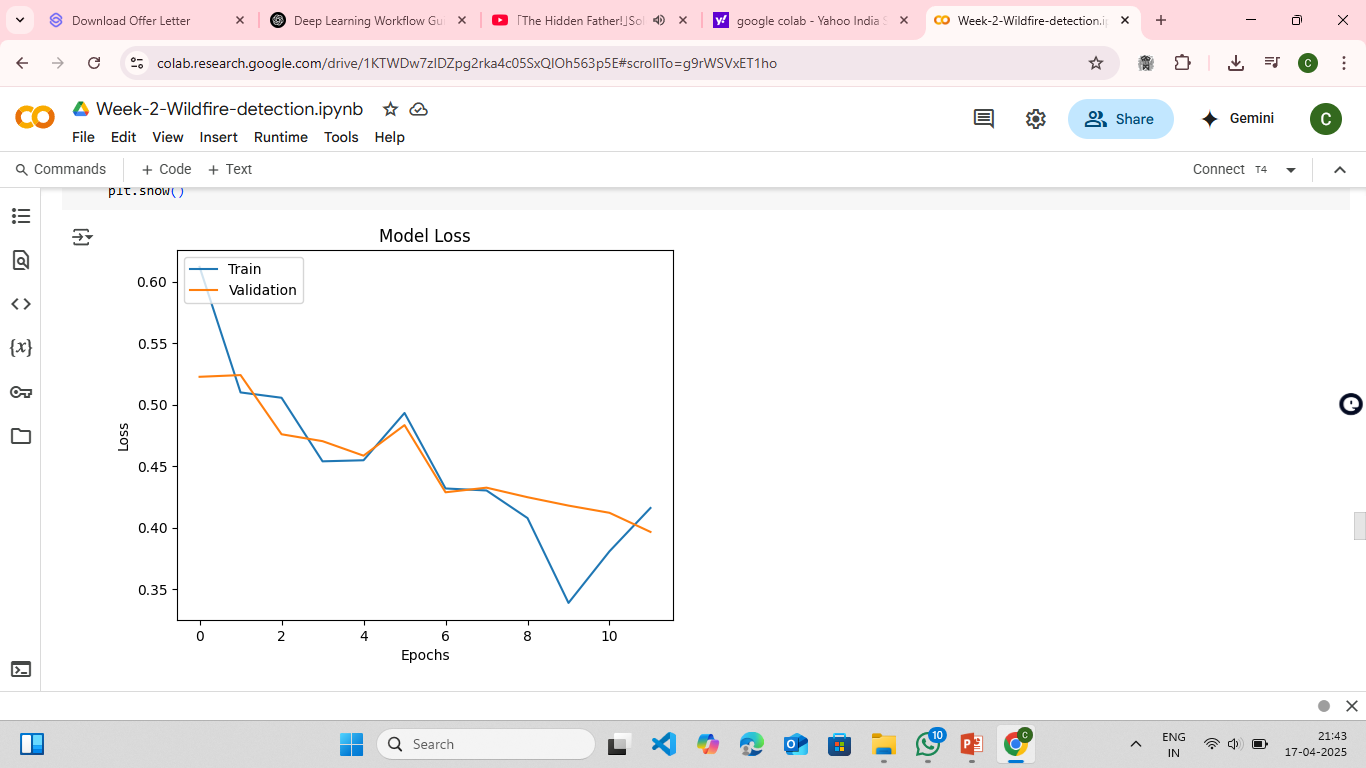 Download Offer Letter
Deep Learning Workflow Gu
「The Hidden Father!」So
google colab - Yahoo India S
Week-2-Wildfire-detection.i
colab.research.google.com/drive/1KTWDw7zIDZpg2rka4c05SxQIOh563p5E#scrollTo=g9rWSVxET1ho
C
CO
Week-2-Wildfire-detection.ipynb
File Edit View Insert Runtime Tools Help
Share
Gemini
C
Commands
+ Code + Text
Connect T4
plt.show()
Model Loss
Train
Validation
0.60
0.55
0.50
0.45
0.40
0.35
Loss
0 2 4 6 8 10
Epochs
{x}
Search
10
C
ENG
IN
21:43
17-04-2025